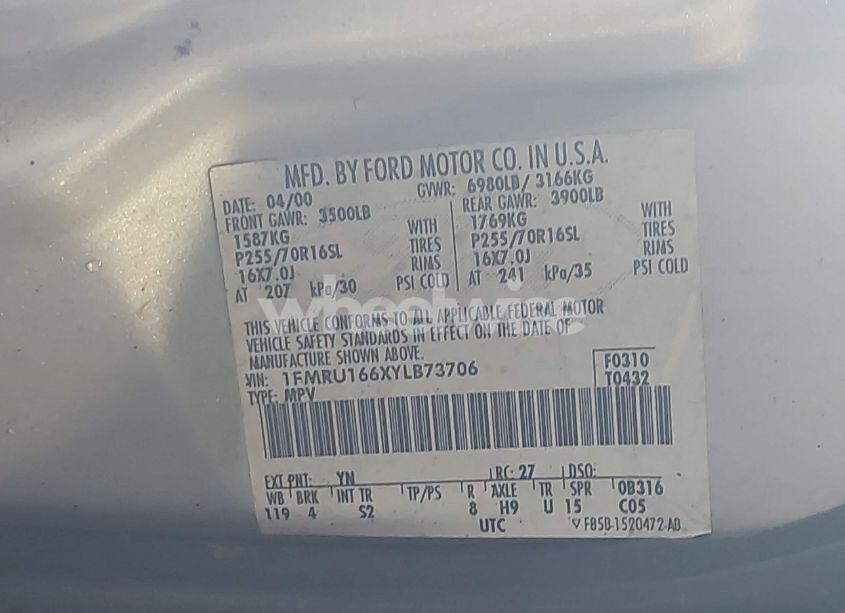 MFD. BY FORD MOTOR CO. IN U.S.A.
DATE: 04/00 GVWR: 6980LB/ 3166KG
FRONT GAWR: 3500LB REAR GAWR: 3900LB
1587KG WITH 1769KG WITH
P255/70R16SL TIRES P255/70R16SL TIRES
16X7.0J RIMS 16X7.0J RIMS
AT 207 kPa/30 PSI COLD AT 241 kPa/35 PSI COLD
wheelwise
THIS VEHICLE CONFORMS TO ALL APPLICABLE FEDERAL MOTOR
VEHICLE SAFETY STANDARDS IN EFFECT ON THE DATE OF
MANUFACTURE SHOWN ABOVE.
VIN: 1FMRU166XYLB73706 F0310
TYPE: MPV T0432
EXT PNT: YN RC: 27 DSO:
WB BRK INT TR TP/PS R AXLE TR SPR 0B316
119 4 S2 8 H9 U 15 C05
UTC ▽ F85B-1520472-AB